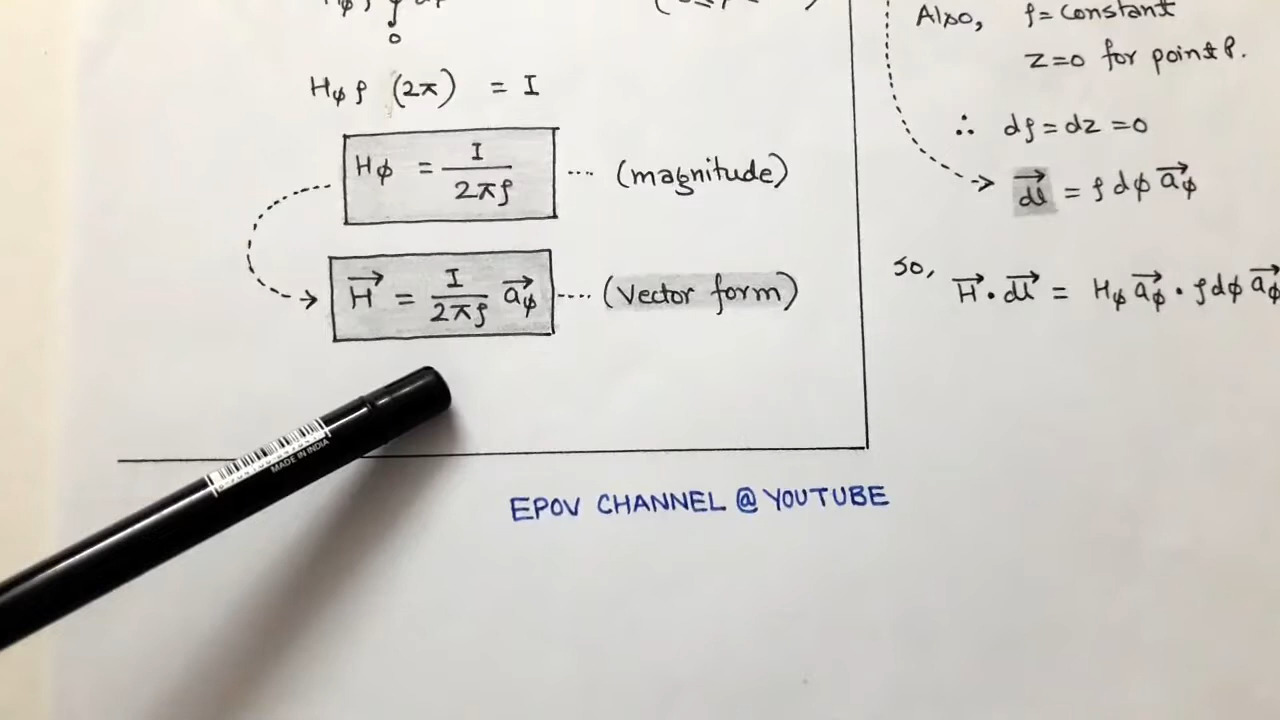 H𝜙 ρ (2π) = I
H𝜙 = I / 2πρ .... (magnitude)
H⃗ = I / 2πρ a⃗𝜙 .... (Vector form)
Also, ρ = Constant
Z=0 for point P.
∴ dρ = dz = 0
dl⃗ = ρ d𝜙 a⃗𝜙
So, H⃗ · dl⃗ = H𝜙 a⃗𝜙 · ρ d𝜙 a⃗𝜙
EPOV CHANNEL @ YOUTUBE
MADE IN INDIA